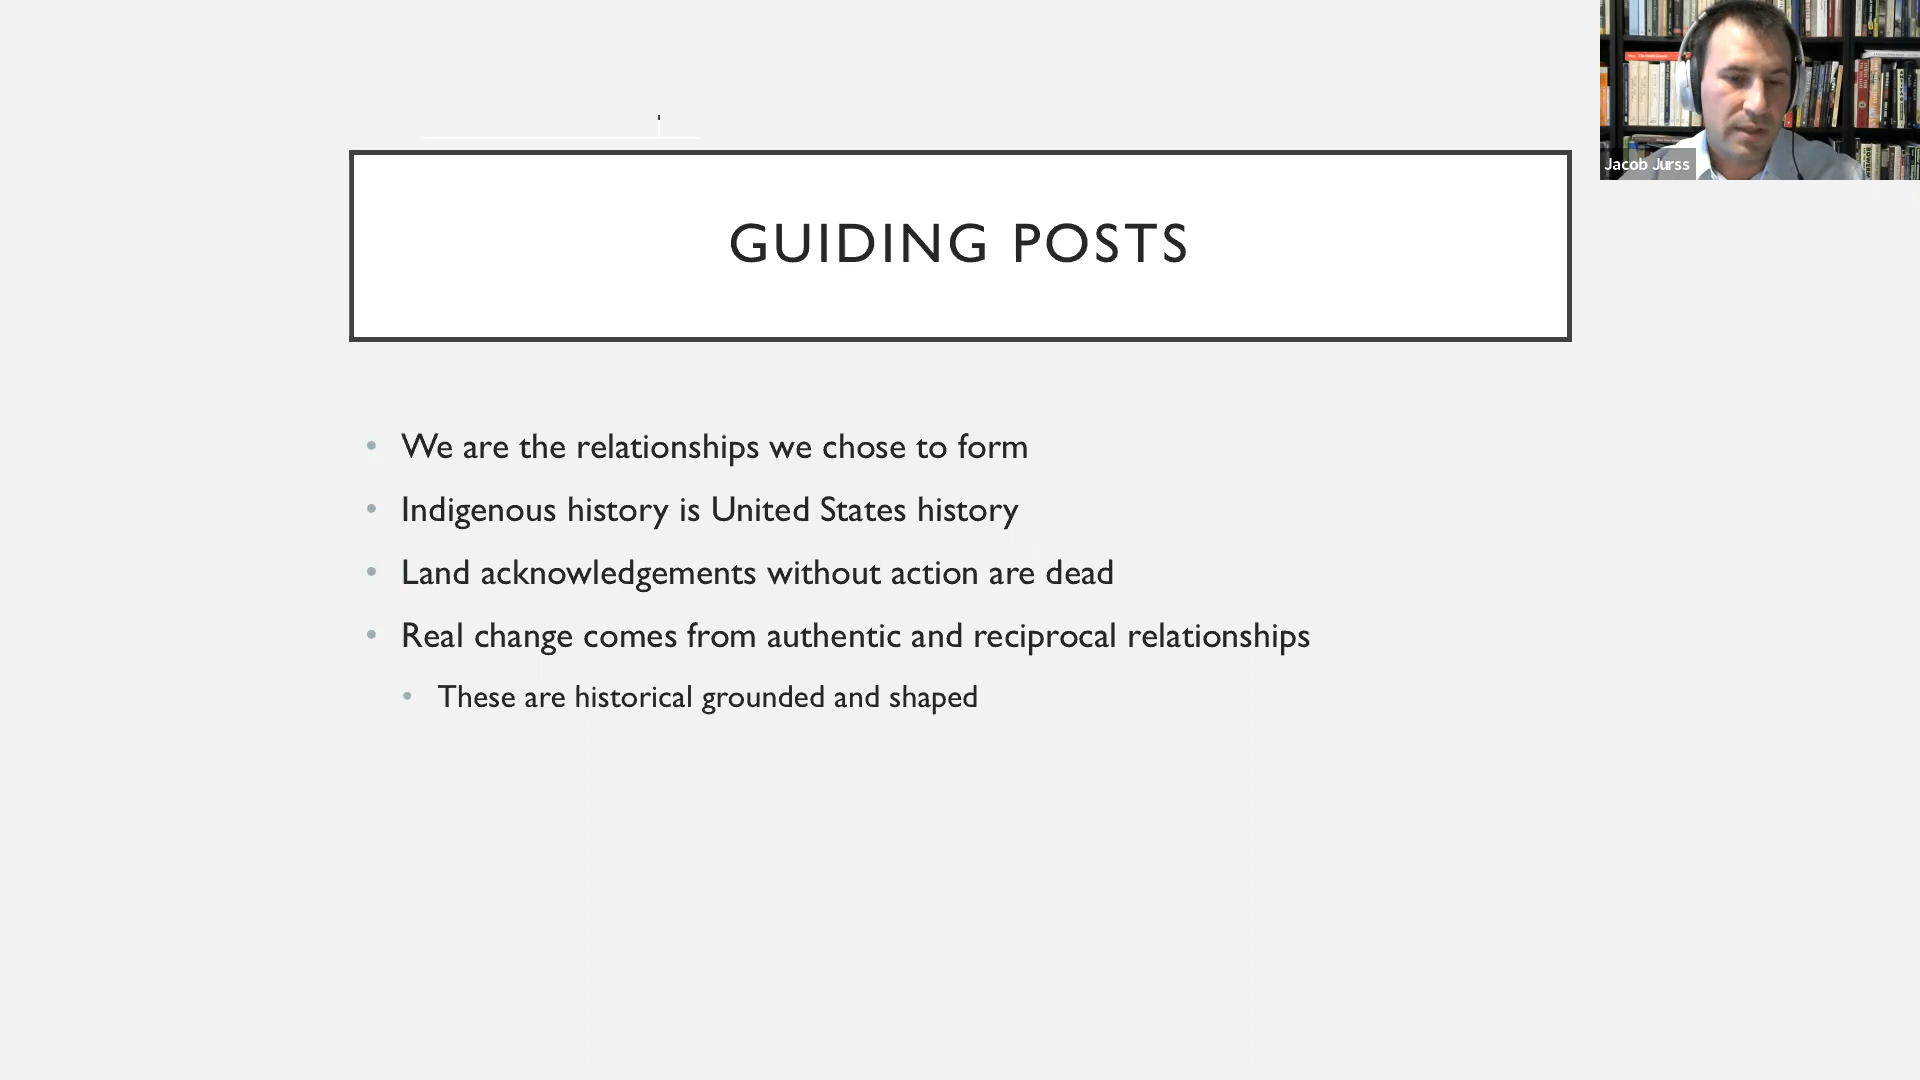 Jacob Jurss
GUIDING POSTS
• We are the relationships we chose to form
• Indigenous history is United States history
• Land acknowledgements without action are dead
• Real change comes from authentic and reciprocal relationships
• These are historical grounded and shaped